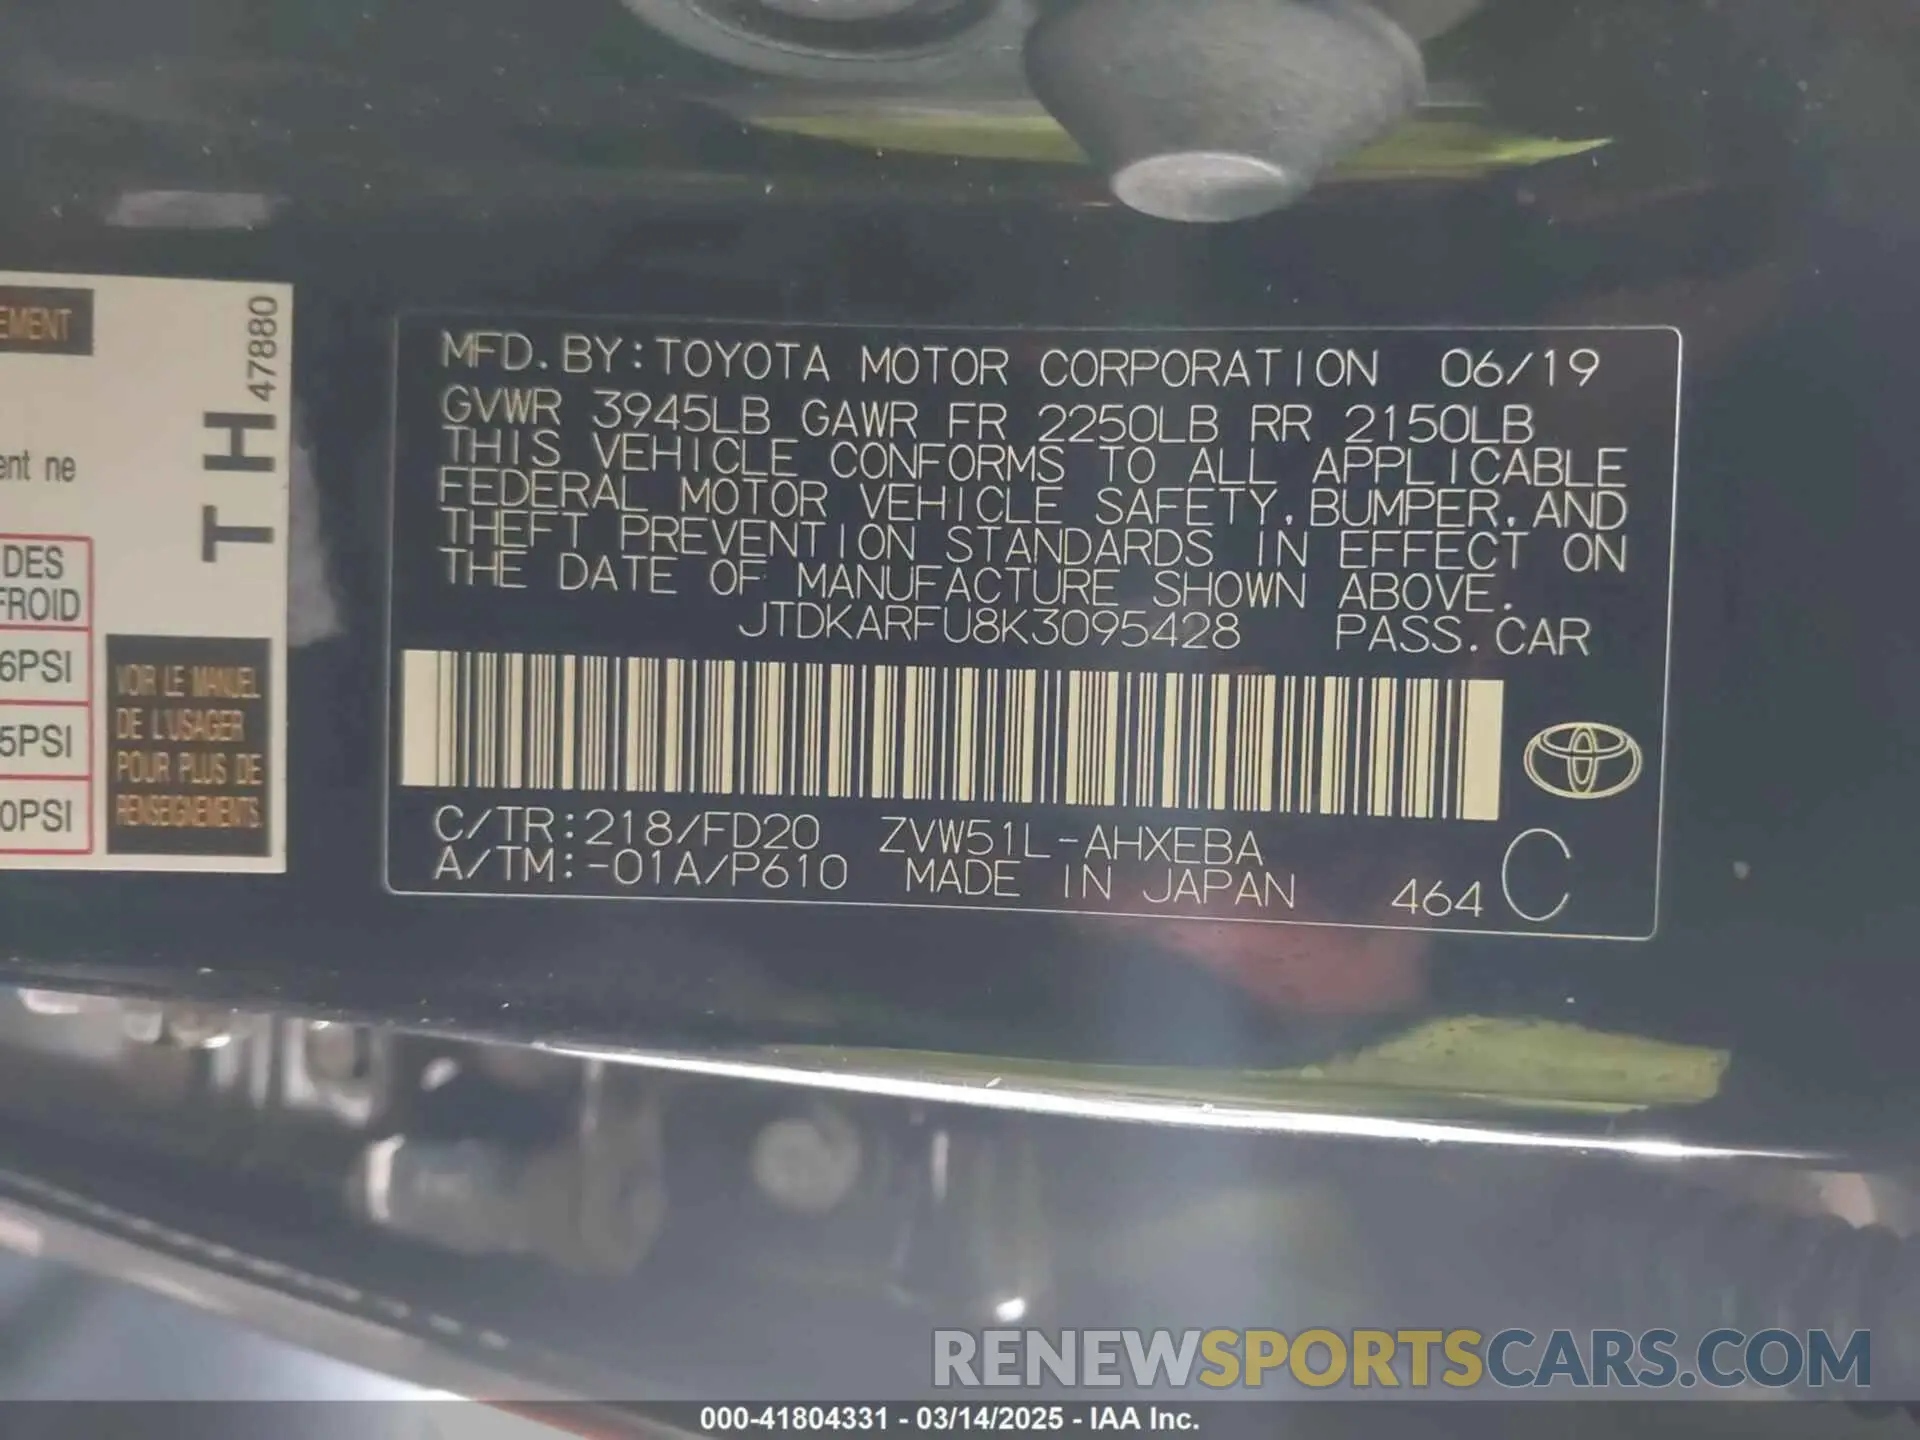 EMENT
ent ne
DES
FROID
6PSI
5PSI
0PSI
47880
TH
VOIR LE MANUEL
DE L'USAGER
POUR PLUS DE
RENSEIGNEMENTS.
MFD. BY: TOYOTA MOTOR CORPORATION 06/19
GVWR 3945LB GAWR FR 2250LB RR 2150LB
THIS VEHICLE CONFORMS TO ALL APPLICABLE
FEDERAL MOTOR VEHICLE SAFETY, BUMPER, AND
THEFT PREVENTION STANDARDS IN EFFECT ON
THE DATE OF MANUFACTURE SHOWN ABOVE.
JTDKARFU8K3095428 PASS. CAR
C/TR: 218/FD20 ZVW51L-AHXEBA
A/TM: -01A/P610 MADE IN JAPAN 464 C
RENEWSPORTSCARS.COM
000-41804331 - 03/14/2025 - IAA Inc.